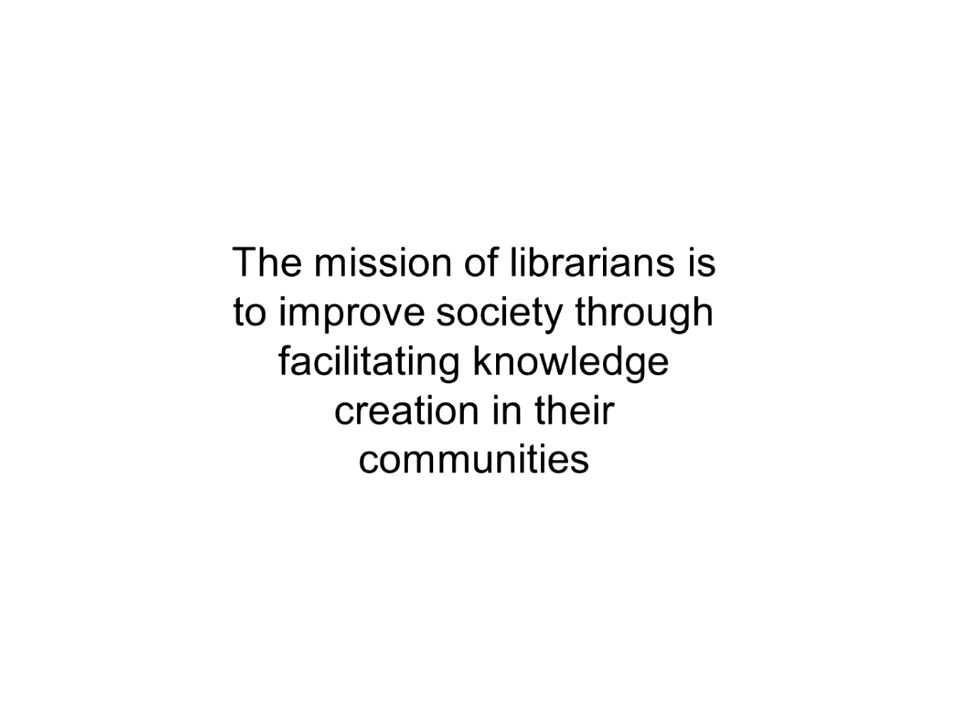 The mission of librarians is
to improve society through
facilitating knowledge
creation in their
communities